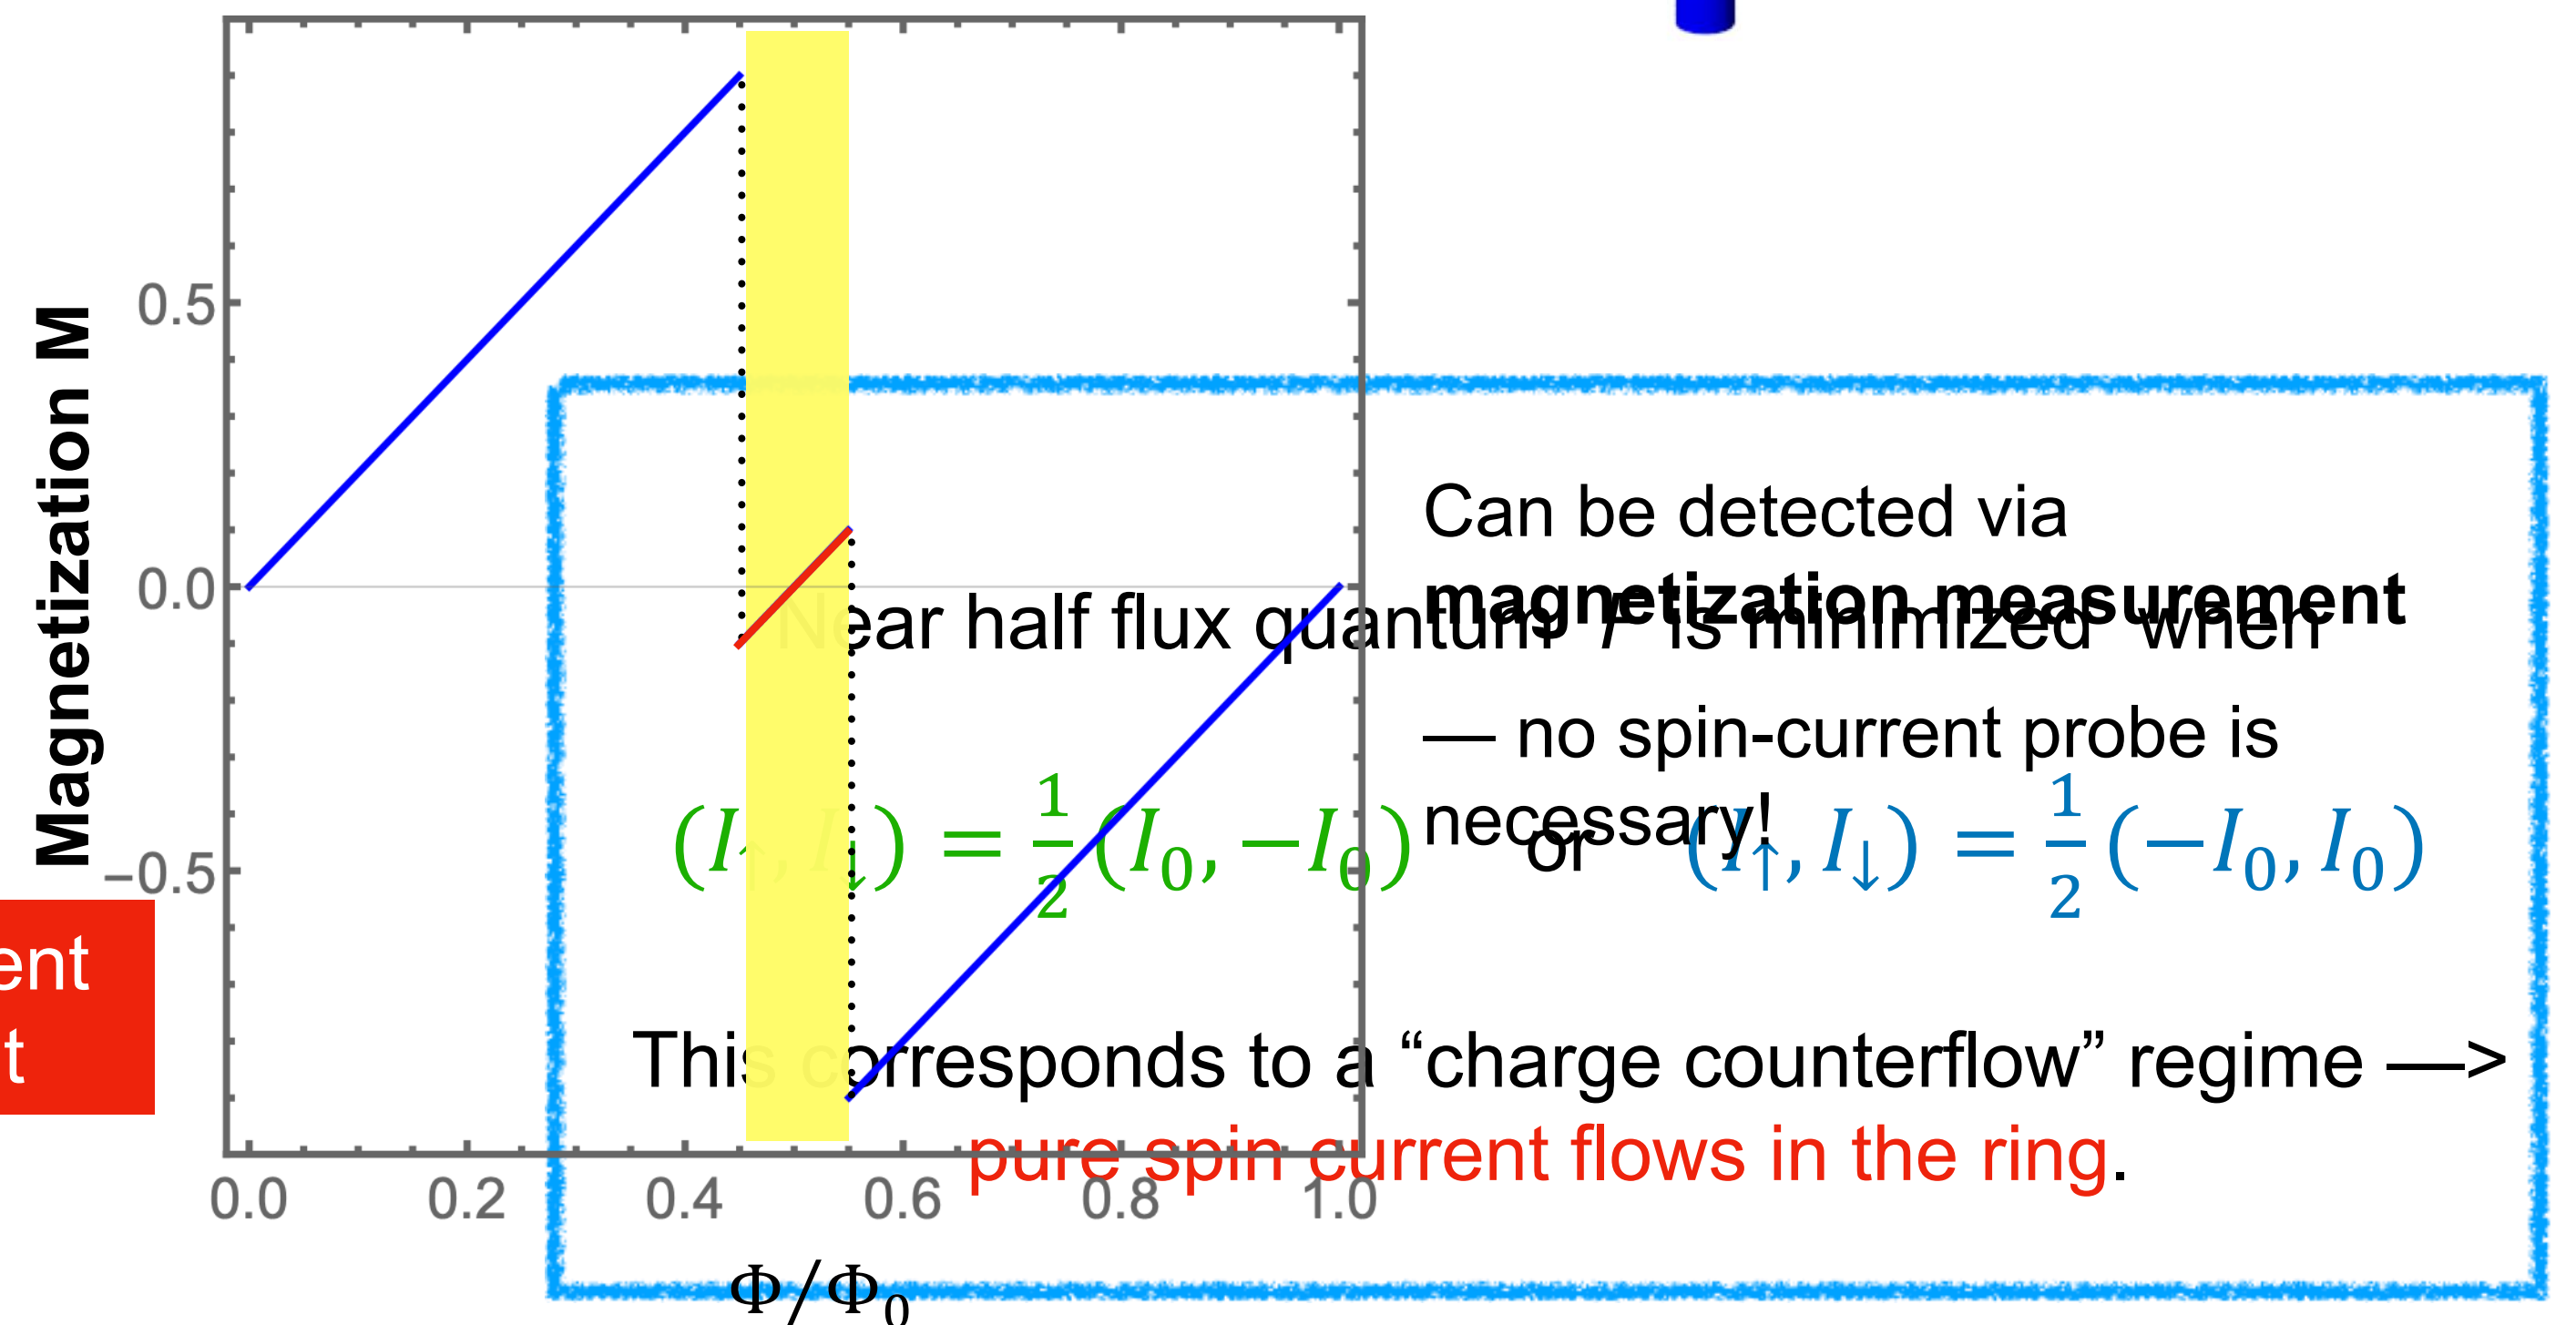 Magnetization M
0.5
0.0
−0.5
0.0 0.2 0.4 0.6 0.8 1.0
Φ/Φ₀
ent
t
Can be detected via
magnetization measurement
— no spin-current probe is
necessary!
Near half flux quantum F is minimized when
(I↑, I↓) = 1/2 (I₀, −I₀) or (I↑, I↓) = 1/2 (−I₀, I₀)
This corresponds to a “charge counterflow” regime —>
pure spin current flows in the ring.